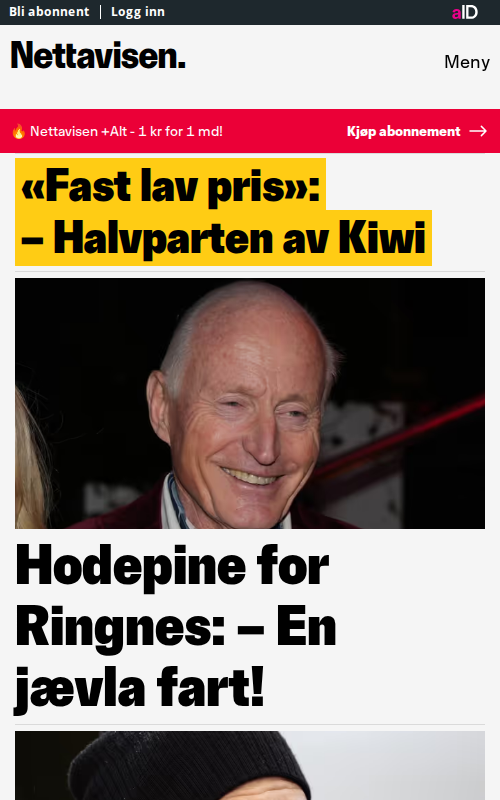 Bli abonnent | Logg inn
aID
Nettavisen.
Meny
🔥 Nettavisen +Alt - 1 kr for 1 md!
Kjøp abonnement →
«Fast lav pris»:
– Halvparten av Kiwi
Hodepine for
Ringnes: – En
jævla fart!